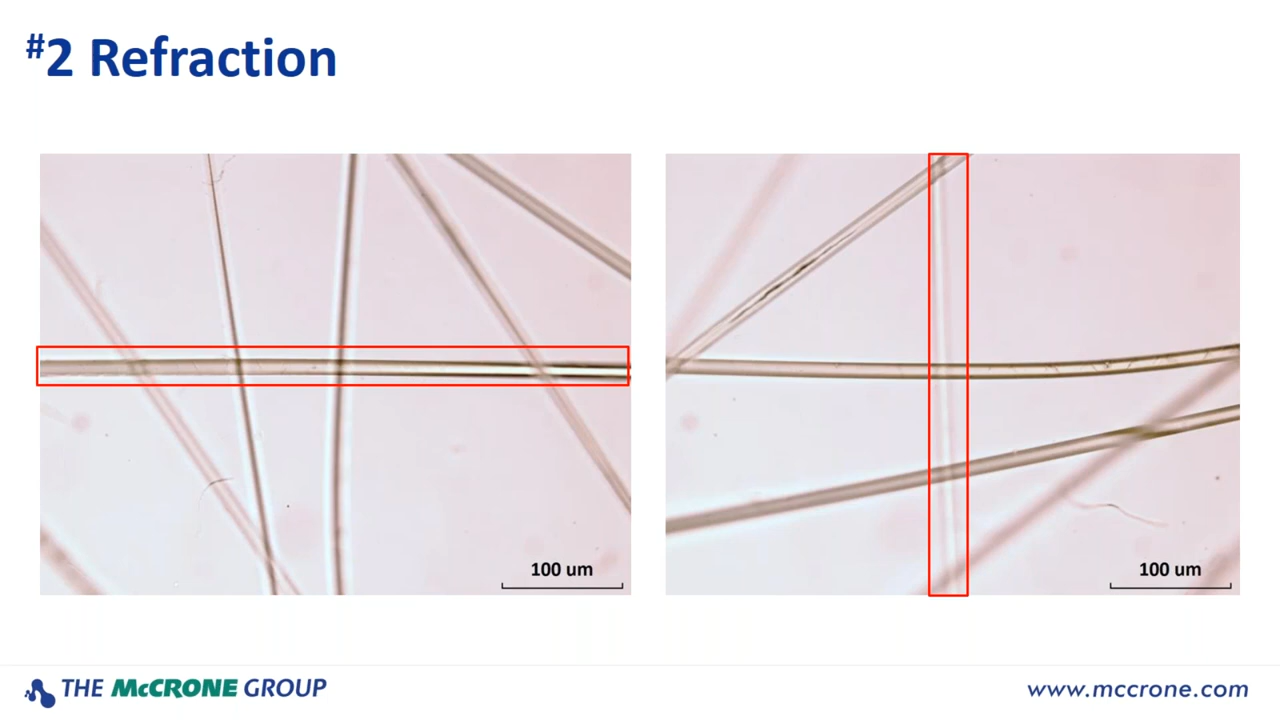 #2 Refraction
100 um
100 um
THE McCRONE GROUP
www.mccrone.com